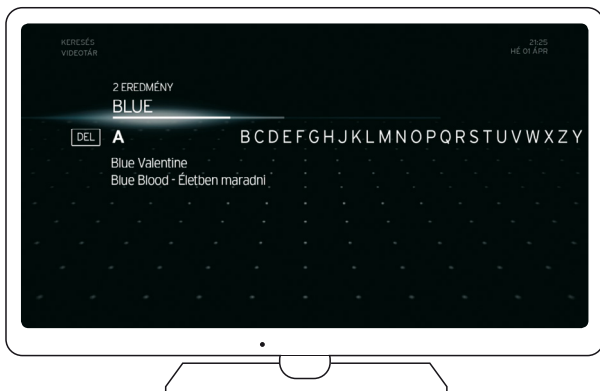 KERESÉS
VIDEOTÁR
21:25
HÉ 01 ÁPR
2 EREDMÉNY
BLUE
DEL A BCDEFGHJKLMNOPQRSTUVWXZY
Blue Valentine
Blue Blood - Életben maradni